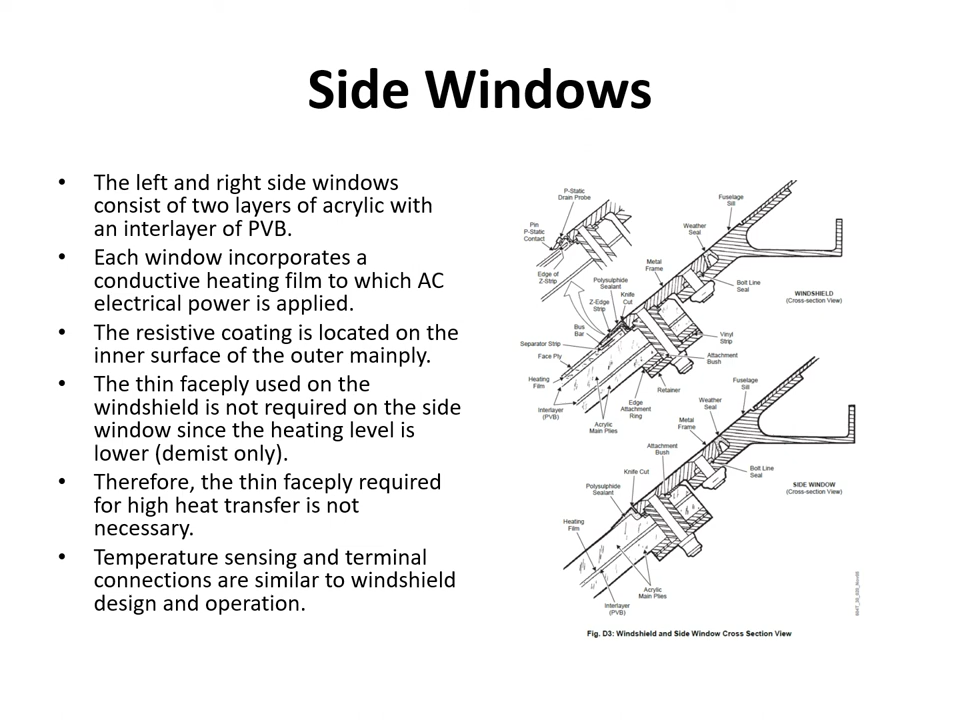 Side Windows
• The left and right side windows
consist of two layers of acrylic with
an interlayer of PVB.
• Each window incorporates a
conductive heating film to which AC
electrical power is applied.
• The resistive coating is located on the
inner surface of the outer mainply.
• The thin faceply used on the
windshield is not required on the side
window since the heating level is
lower (demist only).
• Therefore, the thin faceply required
for high heat transfer is not
necessary.
• Temperature sensing and terminal
connections are similar to windshield
design and operation.
P-Static
Drain Probe
Pin
P-Static
Contact
Edge of
Z-Strip
Polysulphide
Sealant
Z-Edge
Strip
Knife
Cut
Bus
Bar
Separator Strip
Face Ply
Heating
Film
Interlayer
(PVB)
Acrylic
Main Plies
Edge
Attachment
Ring
Retainer
Attachment
Bush
Vinyl
Strip
Metal
Frame
Weather
Seal
Fuselage
Sill
Bolt Line
Seal
WINDSHIELD
(Cross-section View)
Fuselage
Sill
Weather
Seal
Metal
Frame
Attachment
Bush
Knife Cut
Polysulphide
Sealant
Heating
Film
Bolt Line
Seal
SIDE WINDOW
(Cross-section View)
Acrylic
Main Plies
Interlayer
(PVB)
Fig. D3: Windshield and Side Window Cross Section View